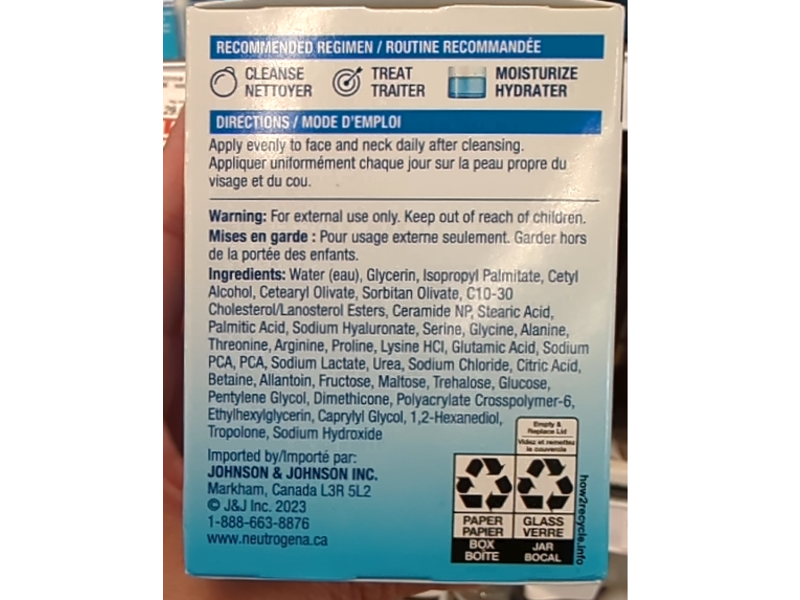 RECOMMENDED REGIMEN / ROUTINE RECOMMANDÉE
CLEANSE
NETTOYER
TREAT
TRAITER
MOISTURIZE
HYDRATER
DIRECTIONS / MODE D'EMPLOI
Apply evenly to face and neck daily after cleansing.
Appliquer uniformément chaque jour sur la peau propre du
visage et du cou.
Warning: For external use only. Keep out of reach of children.
Mises en garde : Pour usage externe seulement. Garder hors
de la portée des enfants.
Ingredients: Water (eau), Glycerin, Isopropyl Palmitate, Cetyl
Alcohol, Cetearyl Olivate, Sorbitan Olivate, C10-30
Cholesterol/Lanosterol Esters, Ceramide NP, Stearic Acid,
Palmitic Acid, Sodium Hyaluronate, Serine, Glycine, Alanine,
Threonine, Arginine, Proline, Lysine HCl, Glutamic Acid, Sodium
PCA, PCA, Sodium Lactate, Urea, Sodium Chloride, Citric Acid,
Betaine, Allantoin, Fructose, Maltose, Trehalose, Glucose,
Pentylene Glycol, Dimethicone, Polyacrylate Crosspolymer-6,
Ethylhexylglycerin, Caprylyl Glycol, 1,2-Hexanediol,
Tropolone, Sodium Hydroxide
Imported by/Importé par:
JOHNSON & JOHNSON INC.
Markham, Canada L3R 5L2
© J&J Inc. 2023
1-888-663-8876
www.neutrogena.ca
Empty &
Replace Lid
Videz et remettez
le couvercle
PAPER
PAPIER
BOX
BOÎTE
GLASS
VERRE
JAR
BOCAL
how2recycle.info